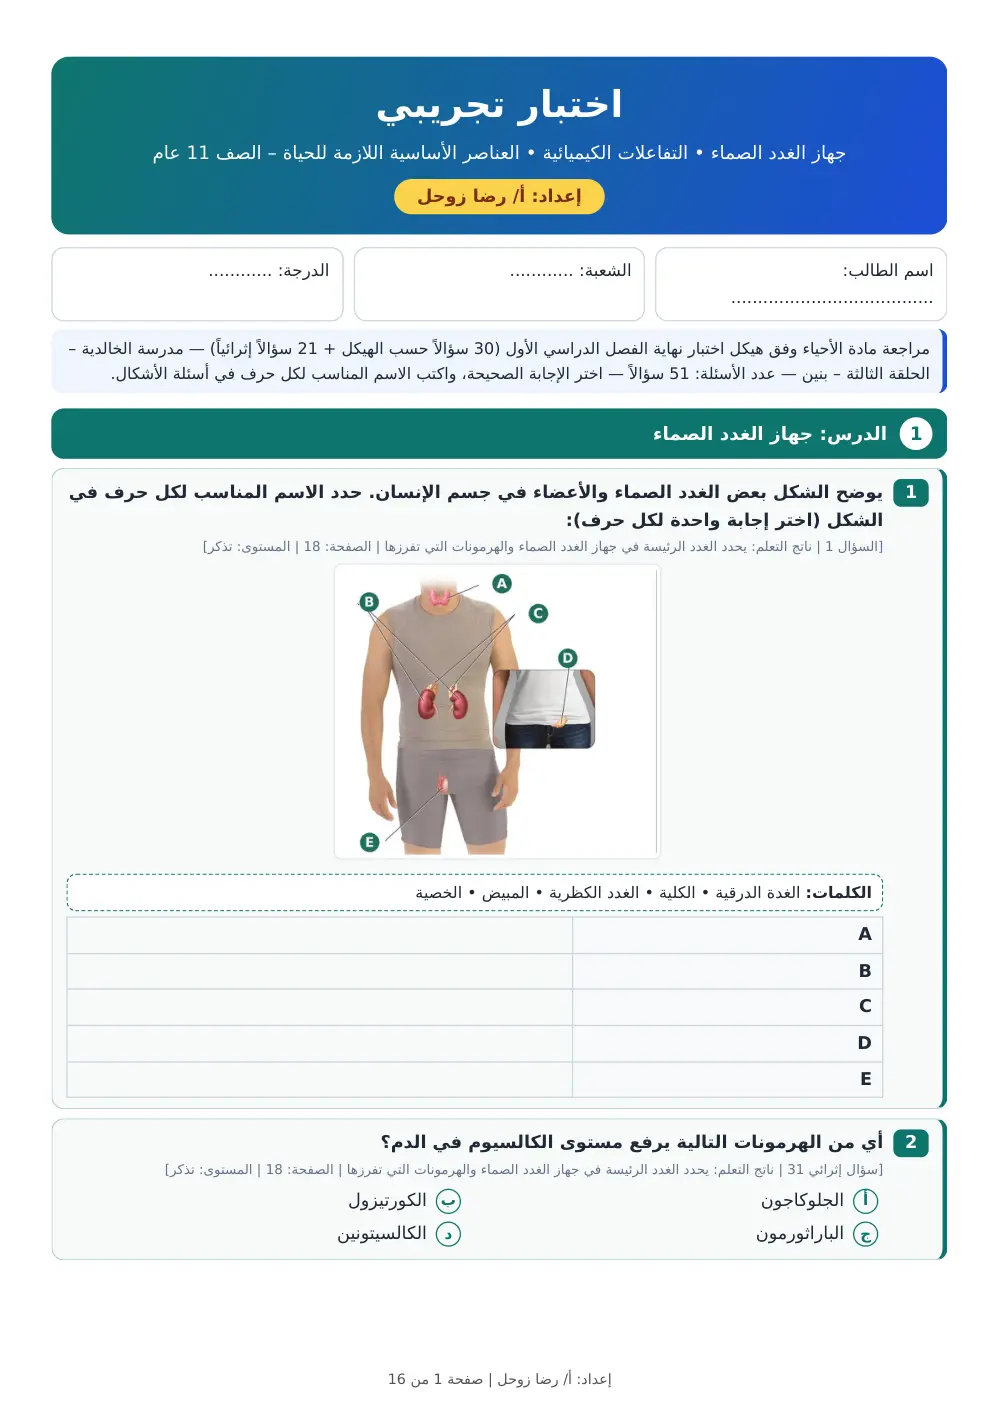 اختبار تجريبي
جهاز الغدد الصماء • التفاعلات الكيميائية • العناصر الأساسية اللازمة للحياة – الصف 11 عام
إعداد: أ/ رضا زوحل
اسم الطالب:
......................................
الشعبة: ............
الدرجة: ............
مراجعة مادة الأحياء وفق هيكل اختبار نهاية الفصل الدراسي الأول (30 سؤالاً حسب الهيكل + 21 سؤالاً إثرائياً) — مدرسة الخالدية –
الحلقة الثالثة – بنين — عدد الأسئلة: 51 سؤالاً — اختر الإجابة الصحيحة، واكتب الاسم المناسب لكل حرف في أسئلة الأشكال.
1 الدرس: جهاز الغدد الصماء
1 يوضح الشكل بعض الغدد الصماء والأعضاء في جسم الإنسان. حدد الاسم المناسب لكل حرف في
الشكل (اختر إجابة واحدة لكل حرف):
[السؤال 1 | ناتج التعلم: يحدد الغدد الرئيسة في جهاز الغدد الصماء والهرمونات التي تفرزها | الصفحة: 18 | المستوى: تذكر]
A
B
C
D
E
الكلمات: الغدة الدرقية • الكلية • الغدد الكظرية • المبيض • الخصية
A
B
C
D
E
2 أي من الهرمونات التالية يرفع مستوى الكالسيوم في الدم؟
[سؤال إثرائي 31 | ناتج التعلم: يحدد الغدد الرئيسة في جهاز الغدد الصماء والهرمونات التي تفرزها | الصفحة: 18 | المستوى: تذكر]
أ الجلوكاجون
ب الكورتيزول
ج الباراثورمون
د الكالسيتونين
إعداد: أ/ رضا زوحل | صفحة 1 من 16